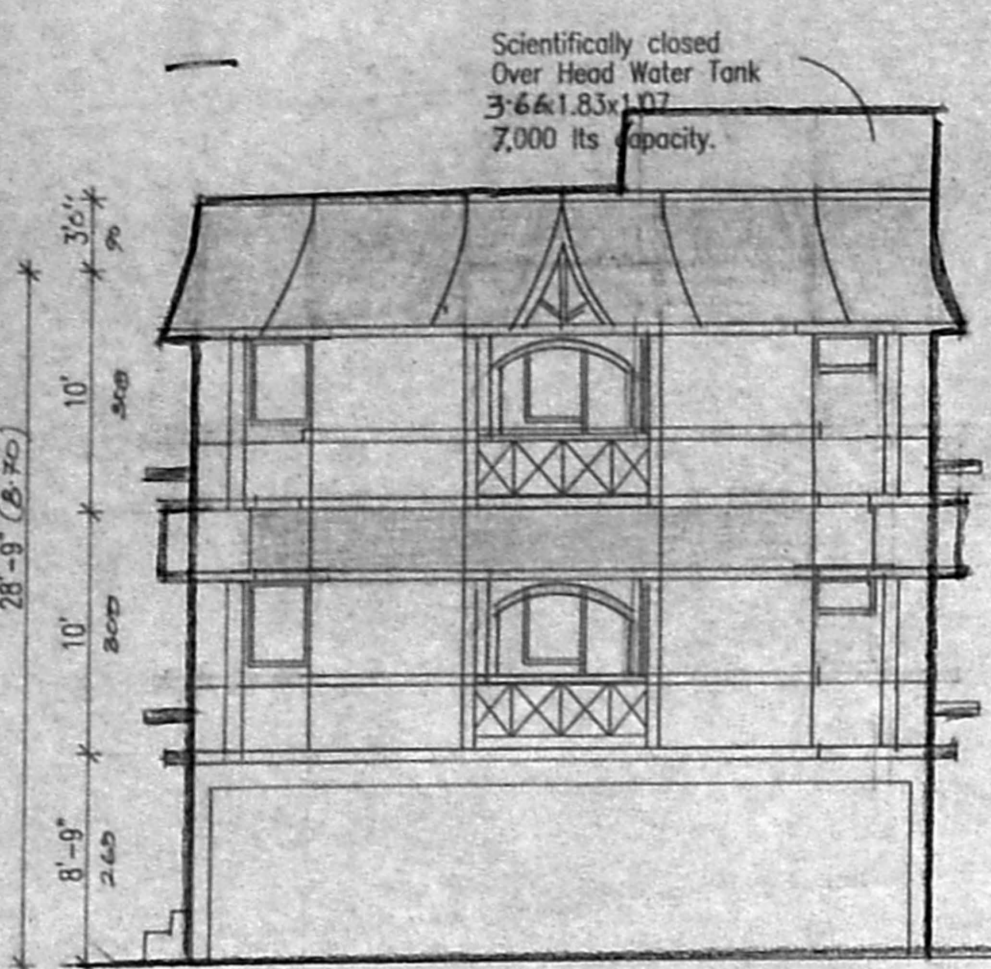 Scientifically closed
Over Head Water Tank
3.66x1.83x1.07
7,000 lts capacity.
3'0"
90
10'
300
28'-9" (8.70)
10'
300
8'-9"
265